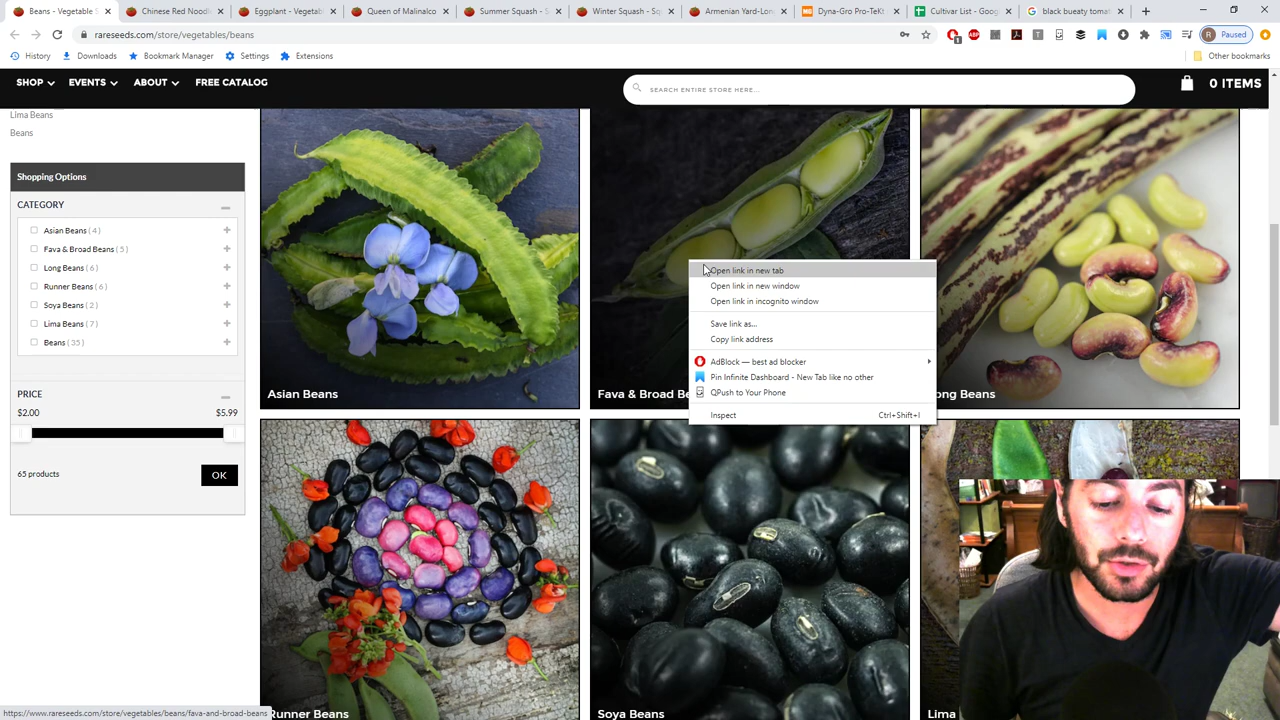 Beans - Vegetable S
Chinese Red Noodl
Eggplant - Vegetab
Queen of Malinalco
Summer Squash - S
Winter Squash - Sq
Armenian Yard-Lon
Dyna-Gro Pro-TeKt
Cultivar List - Goog
black bueaty tomat
rareseeds.com/store/vegetables/beans
1
R
Paused
History
Downloads
Bookmark Manager
Settings
Extensions
Other bookmarks
SHOP
EVENTS
ABOUT
FREE CATALOG
SEARCH ENTIRE STORE HERE...
0 ITEMS
Lima Beans
Beans
Shopping Options
CATEGORY
Asian Beans ( 4 )
Fava & Broad Beans ( 5 )
Long Beans ( 6 )
Runner Beans ( 6 )
Soya Beans ( 2 )
Lima Beans ( 7 )
Beans ( 35 )
PRICE
$2.00 $5.99
65 products
OK
Asian Beans
Fava & Broad Be
ong Beans
Open link in new tab
Open link in new window
Open link in incognito window
Save link as...
Copy link address
AdBlock — best ad blocker
Pin Infinite Dashboard - New Tab like no other
QPush to Your Phone
Inspect Ctrl+Shift+I
Runner Beans
Soya Beans
Lima
https://www.rareseeds.com/store/vegetables/beans/fava-and-broad-beans